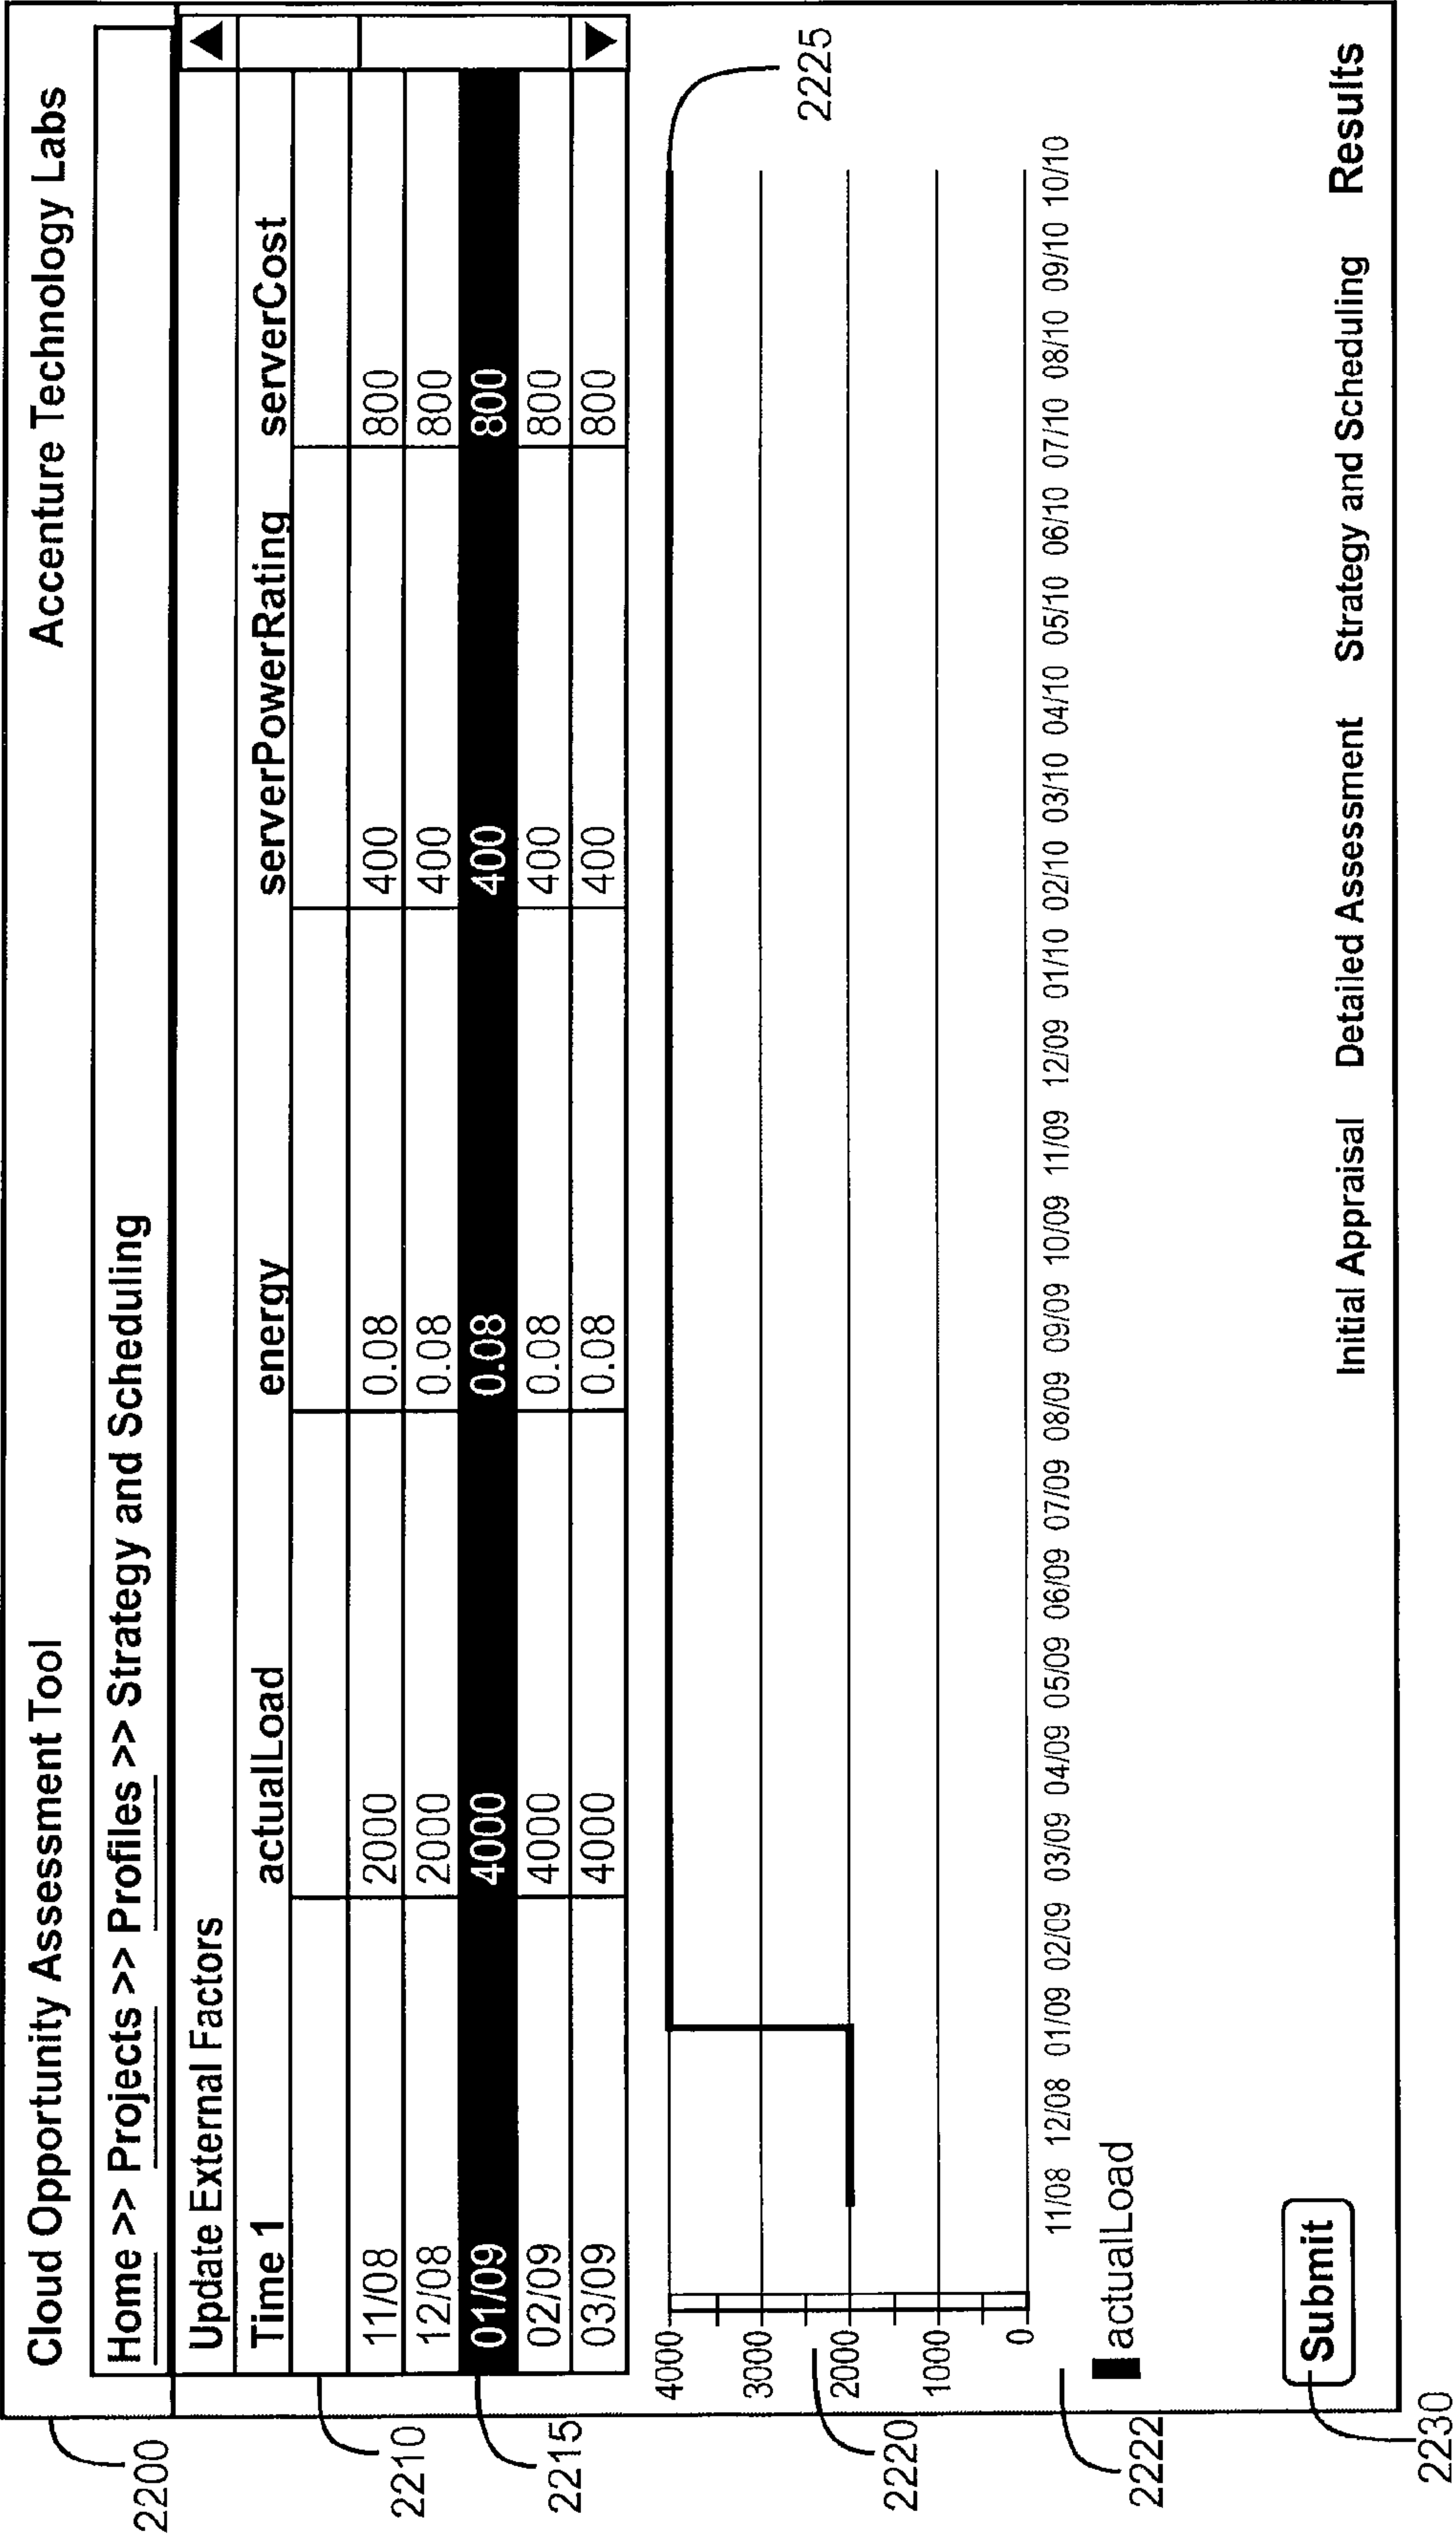 Cloud Opportunity Assessment Tool Accenture Technology Labs
Home >> Projects >> Profiles >> Strategy and Scheduling
Update External Factors
Time 1 actualLoad energy serverPowerRating serverCost
11/08 2000 0.08 400 800
12/08 2000 0.08 400 800
01/09 4000 0.08 400 800
02/09 4000 0.08 400 800
03/09 4000 0.08 400 800
4000
3000
2000
1000
0
11/08 12/08 01/09 02/09 03/09 04/09 05/09 06/09 07/09 08/09 09/09 10/09 11/09 12/09 01/10 02/10 03/10 04/10 05/10 06/10 07/10 08/10 09/10 10/10
actualLoad
Submit
Initial Appraisal Detailed Assessment Strategy and Scheduling Results
2200
2210
2215
2220
2222
2225
2230